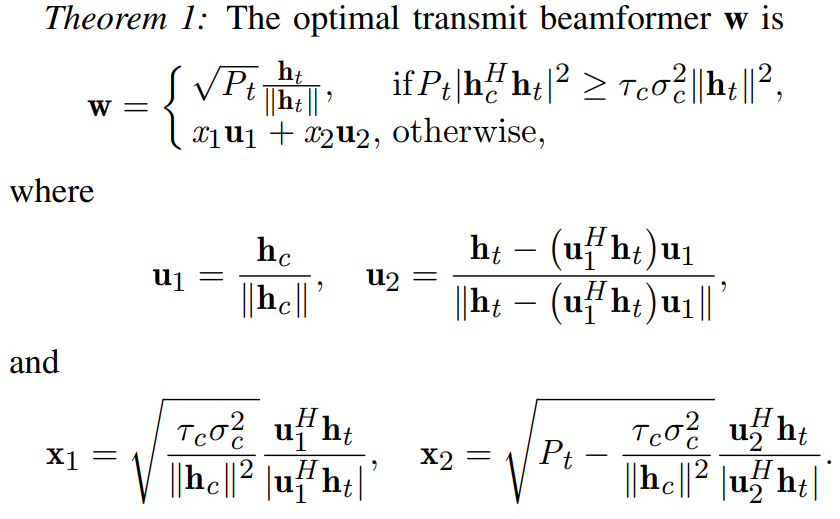 Theorem 1: The optimal transmit beamformer $\mathbf{w}$ is
$\mathbf{w} = \begin{cases} \sqrt{P_t} \frac{\mathbf{h}_t}{\|\mathbf{h}_t\|}, & \text{if} P_t |\mathbf{h}_c^H \mathbf{h}_t|^2 \geq \tau_c \sigma_c^2 \|\mathbf{h}_t\|^2, \\ x_1 \mathbf{u}_1 + x_2 \mathbf{u}_2, & \text{otherwise,} \end{cases}$
where
$\mathbf{u}_1 = \frac{\mathbf{h}_c}{\|\mathbf{h}_c\|}, \quad \mathbf{u}_2 = \frac{\mathbf{h}_t - (\mathbf{u}_1^H \mathbf{h}_t) \mathbf{u}_1}{\|\mathbf{h}_t - (\mathbf{u}_1^H \mathbf{h}_t) \mathbf{u}_1\|},$
and
$\mathbf{x}_1 = \sqrt{\frac{\tau_c \sigma_c^2}{\|\mathbf{h}_c\|^2}} \frac{\mathbf{u}_1^H \mathbf{h}_t}{|\mathbf{u}_1^H \mathbf{h}_t|}, \quad \mathbf{x}_2 = \sqrt{P_t - \frac{\tau_c \sigma_c^2}{\|\mathbf{h}_c\|^2}} \frac{\mathbf{u}_2^H \mathbf{h}_t}{|\mathbf{u}_2^H \mathbf{h}_t|}.$